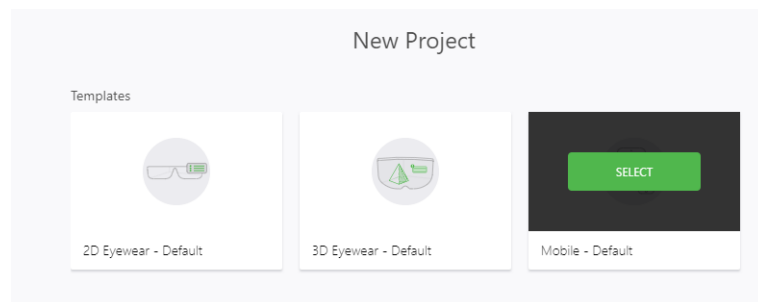 New Project
Templates
SELECT
2D Eyewear - Default
3D Eyewear - Default
Mobile - Default